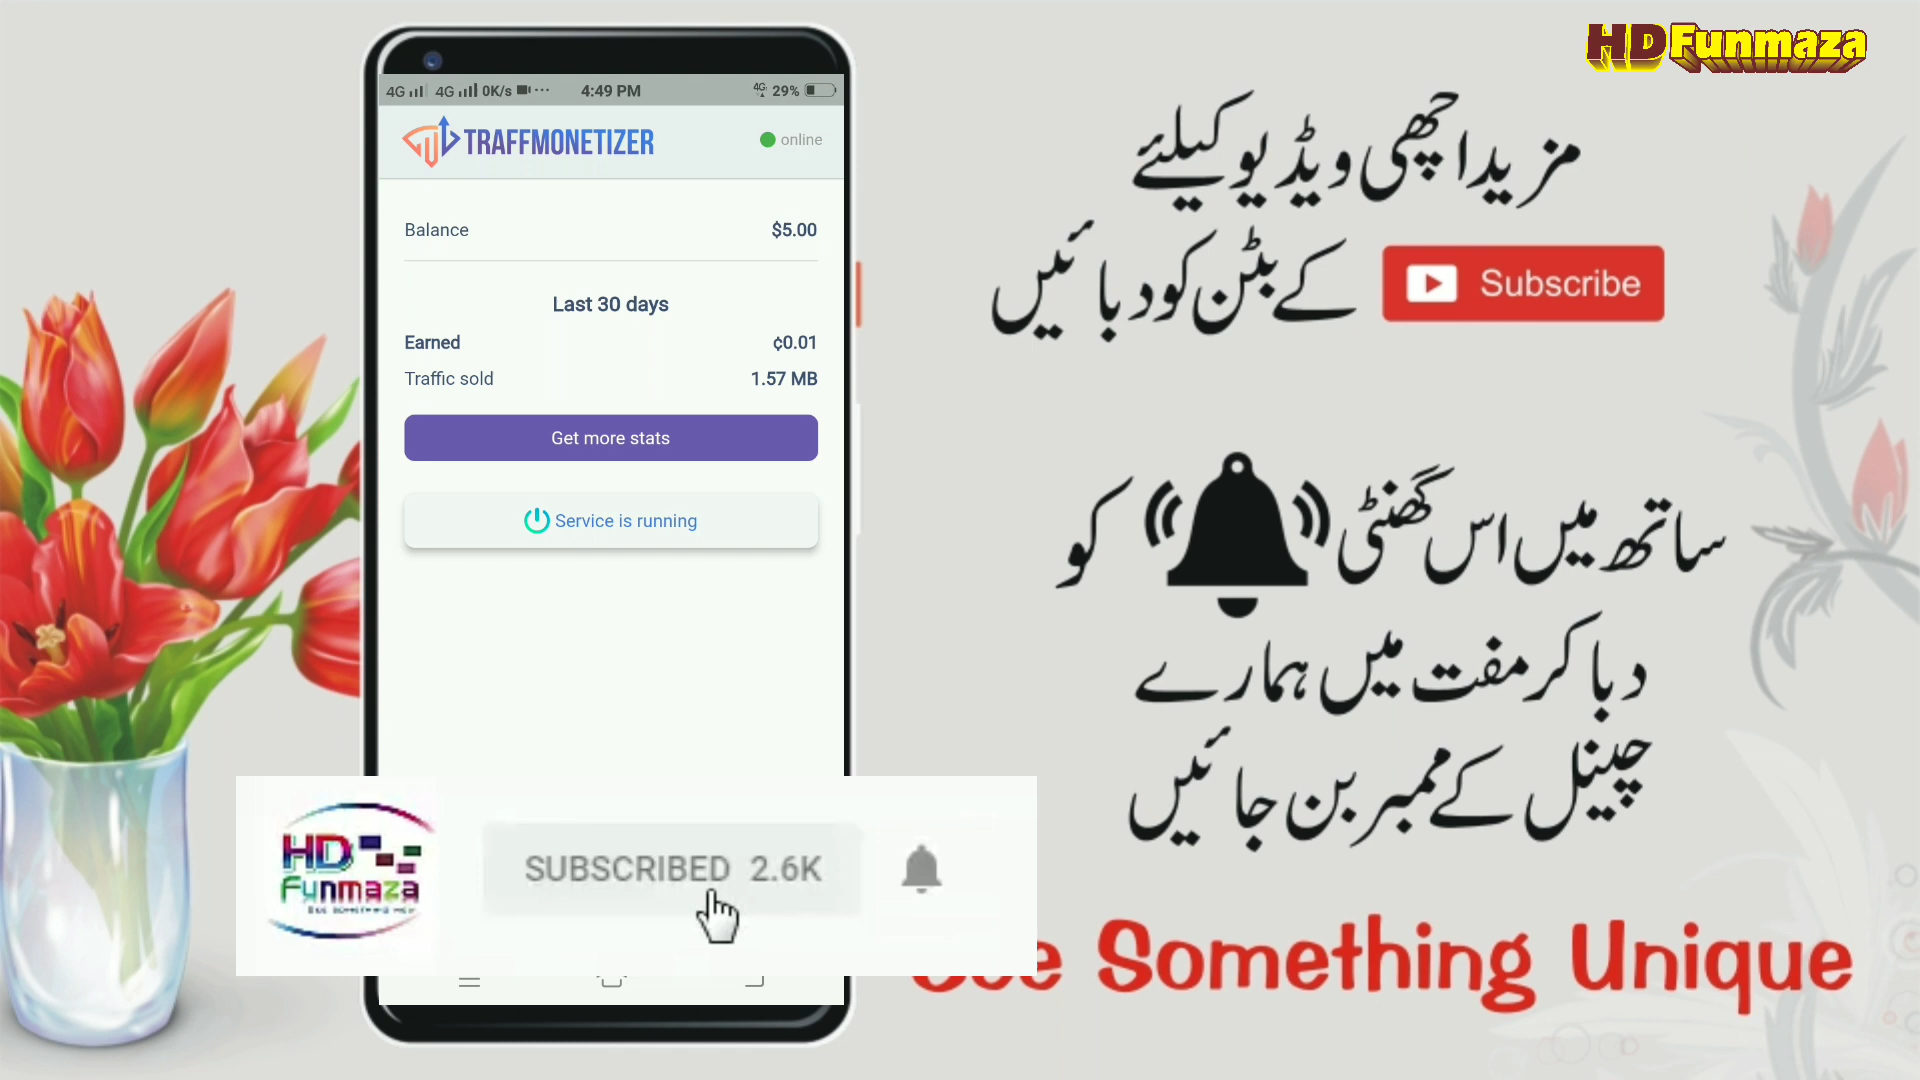 HD Funmaza
4G 4G 0K/s 4:49 PM 4G 29%
TRAFFMONETIZER online
Balance $5.00
Last 30 days
Earned ¢0.01
Traffic sold 1.57 MB
Get more stats
Service is running
مزید اچھی ویڈیو کیلئے
Subscribe کے بٹن کو دبائیں
ساتھ میں اس گھنٹی کو
دبا کر مفت میں ہمارے
چینل کے ممبر بن جائیں
HD
Funmaza
SUBSCRIBED 2.6K
Something Unique